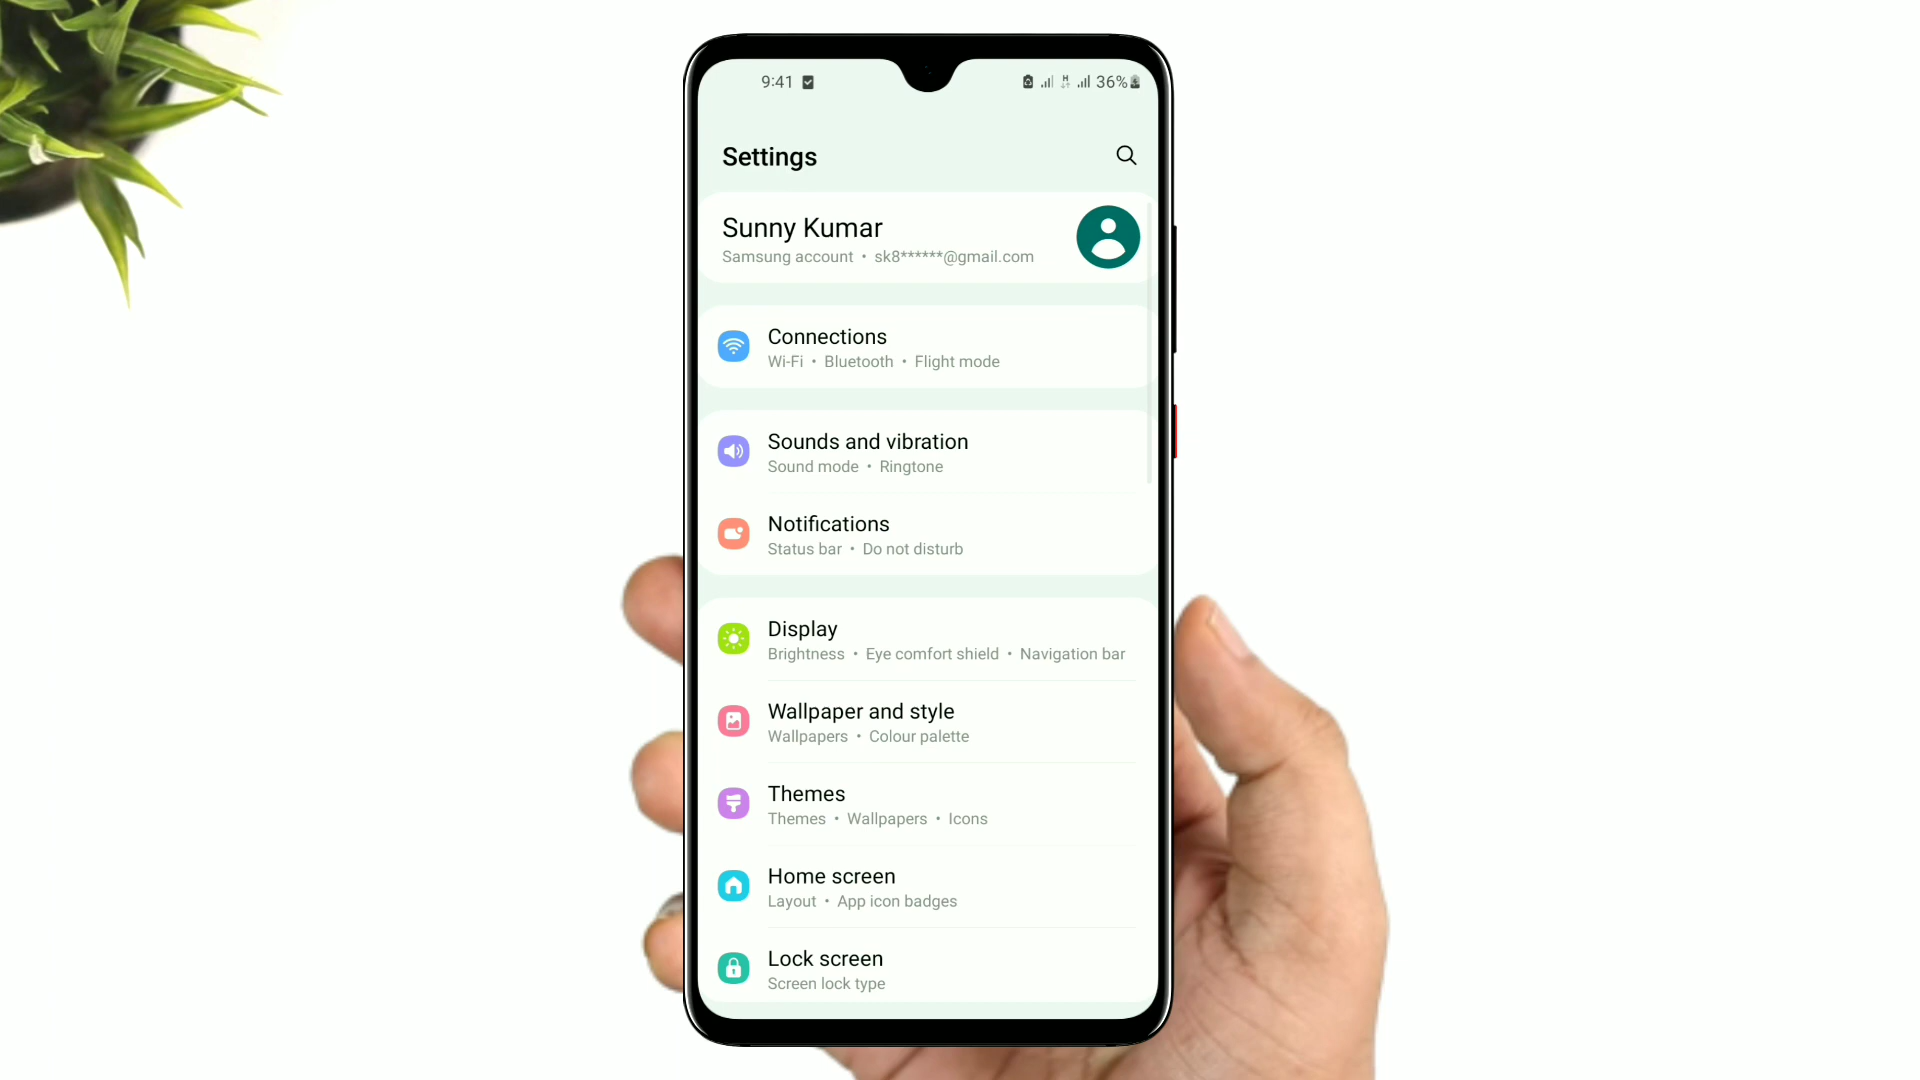 9:41 H 36%
Settings
Sunny Kumar
Samsung account • sk8******@gmail.com
Connections
Wi-Fi • Bluetooth • Flight mode
Sounds and vibration
Sound mode • Ringtone
Notifications
Status bar • Do not disturb
Display
Brightness • Eye comfort shield • Navigation bar
Wallpaper and style
Wallpapers • Colour palette
Themes
Themes • Wallpapers • Icons
Home screen
Layout • App icon badges
Lock screen
Screen lock type